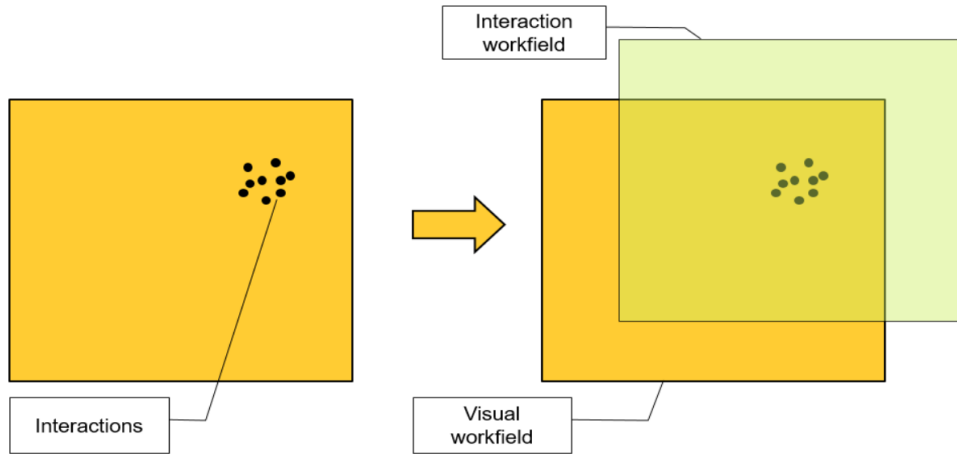 Interaction
workfield
Interactions
Visual
workfield